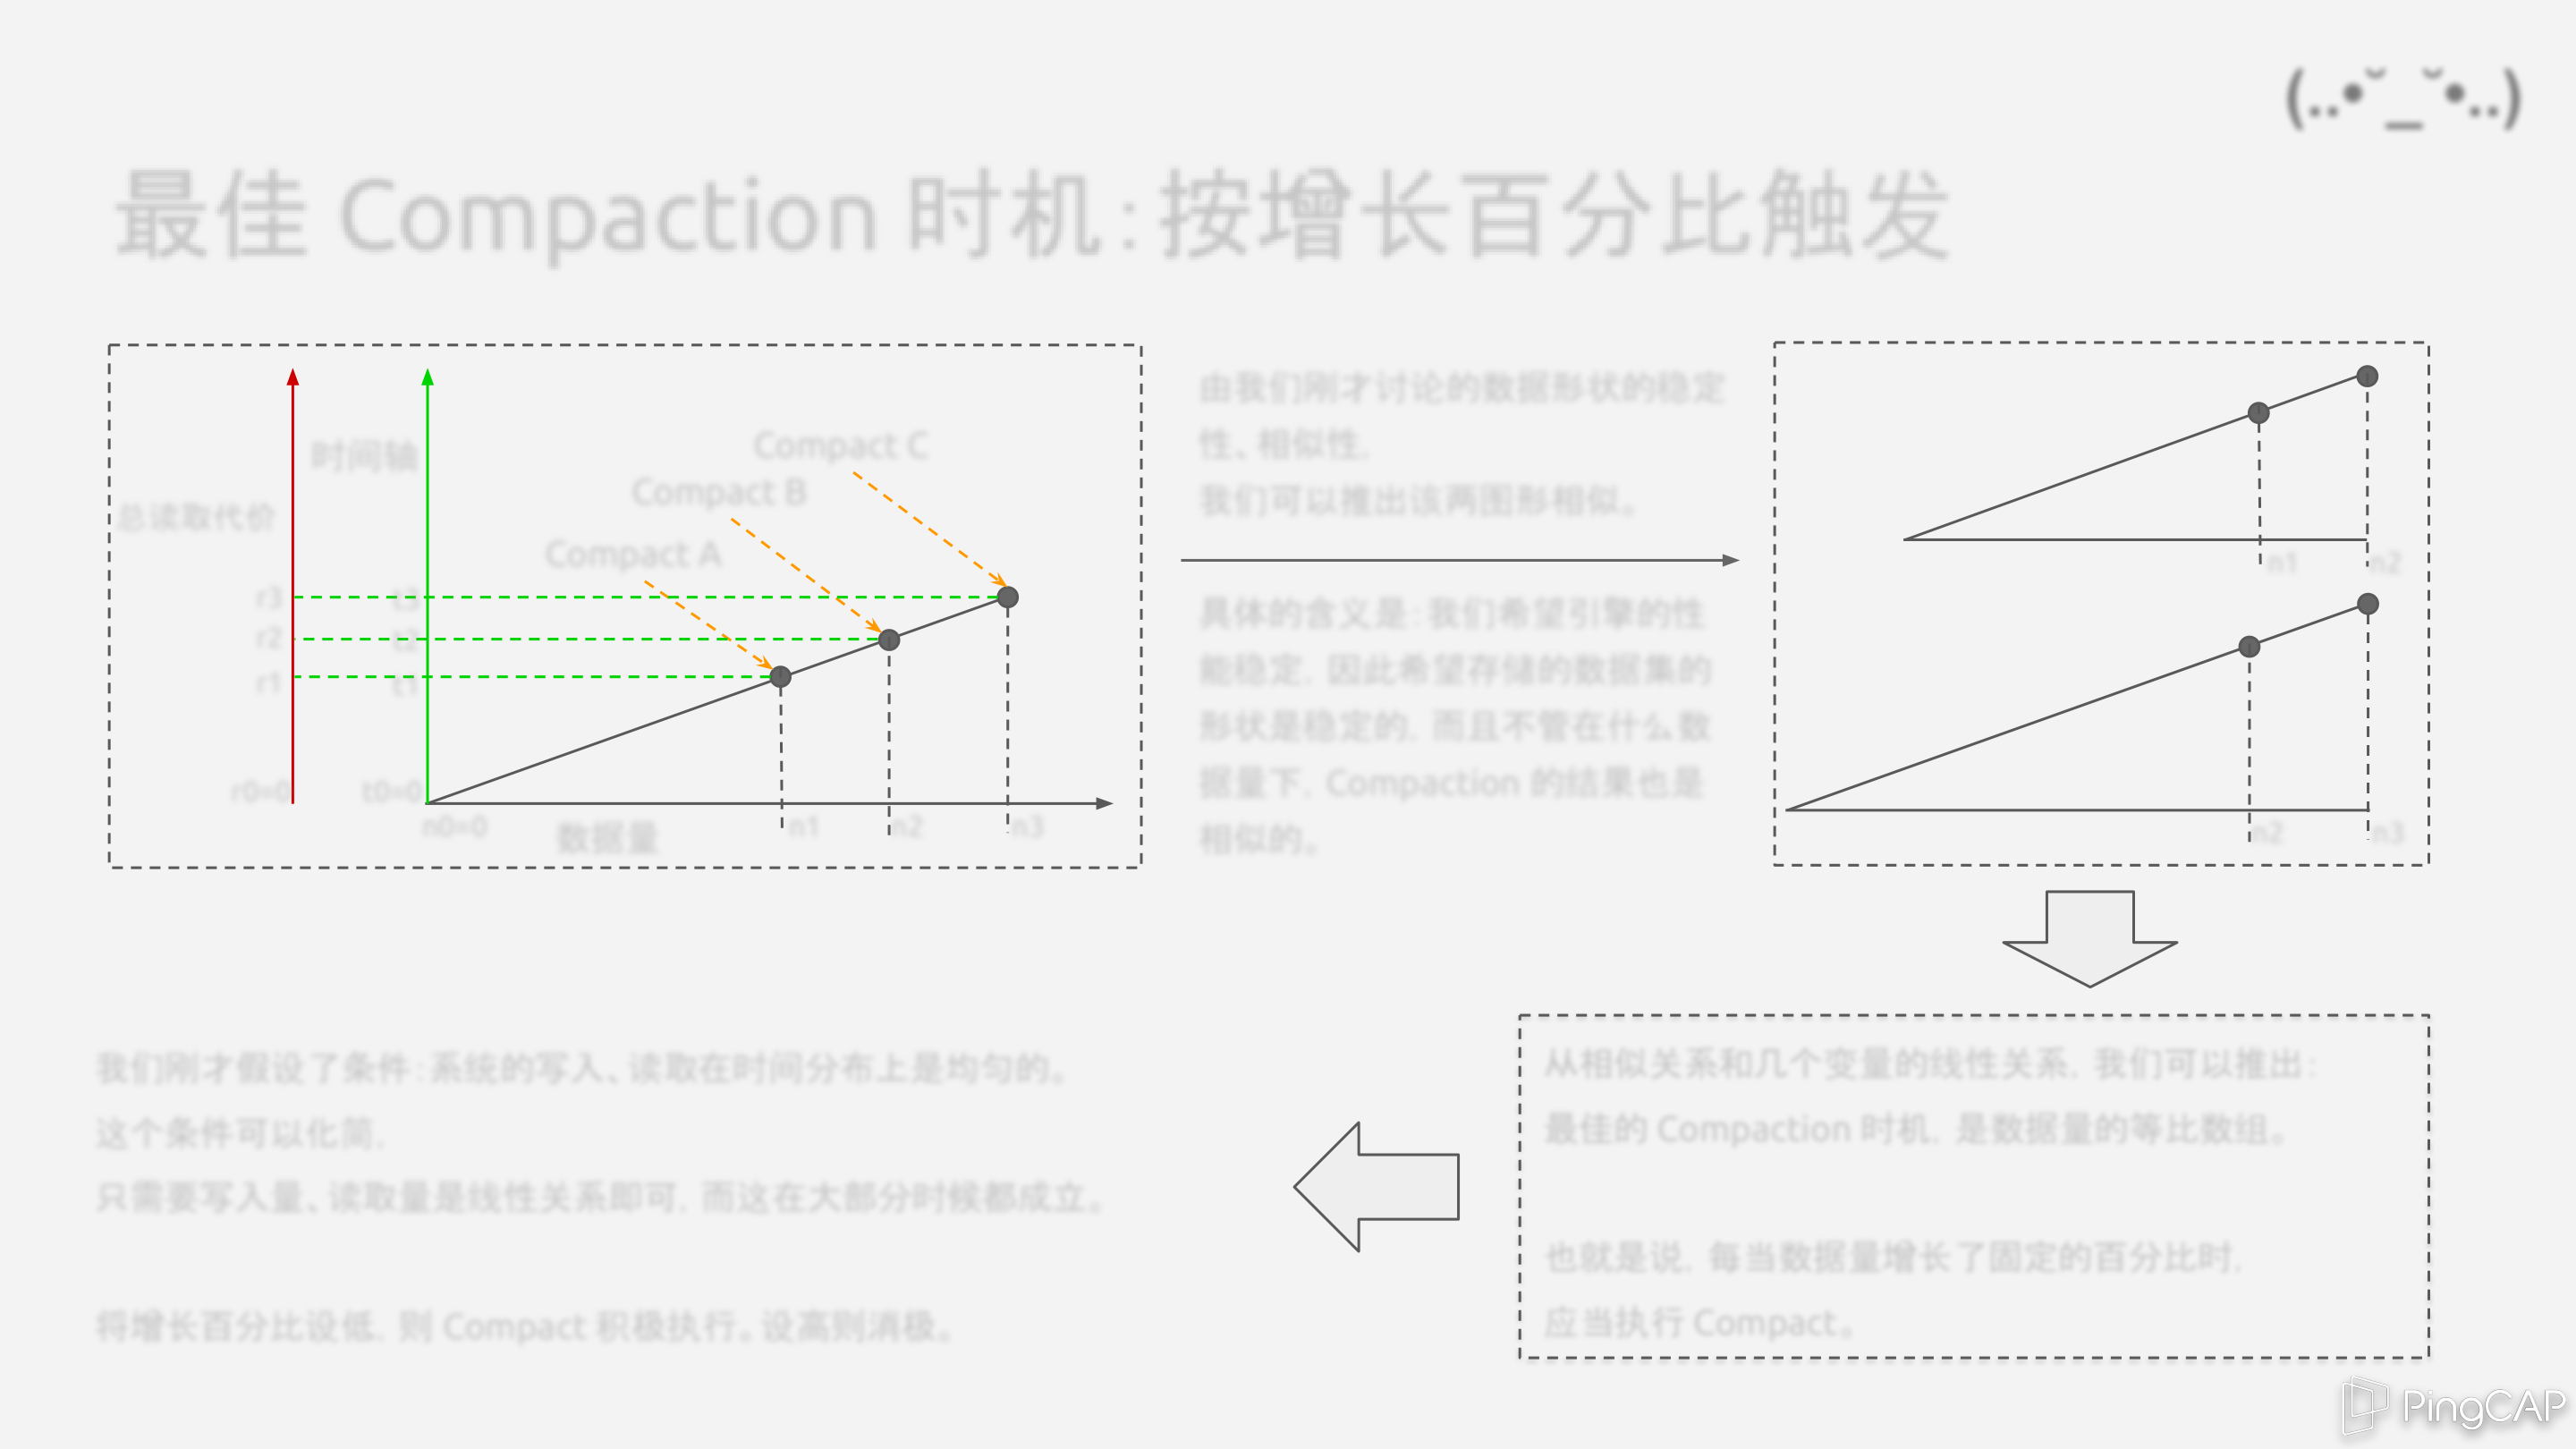 (..•˘_˘•..)
最佳 Compaction 时机：按增长百分比触发
时间轴
总读取代价
Compact C
Compact B
Compact A
r3
t3
r2
t2
r1
t1
r0=0
t0=0
n0=0
数据量
n1
n2
n3
由我们刚才讨论的数据形状的稳定
性、相似性，
我们可以推出该两图形相似。
具体的含义是：我们希望引擎的性
能稳定，因此希望存储的数据集的
形状是稳定的，而且不管在什么数
据量下，Compaction 的结果也是
相似的。
n1
n2
n2
n3
从相似关系和几个变量的线性关系，我们可以推出：
最佳的 Compaction 时机，是数据量的等比数组。
也就是说，每当数据量增长了固定的百分比时，
应当执行 Compact。
我们刚才假设了条件：系统的写入、读取在时间分布上是均匀的。
这个条件可以化简，
只需要写入量、读取量是线性关系即可，而这在大部分时候都成立。
将增长百分比设低，则 Compact 积极执行。设高则消极。
PingCAP